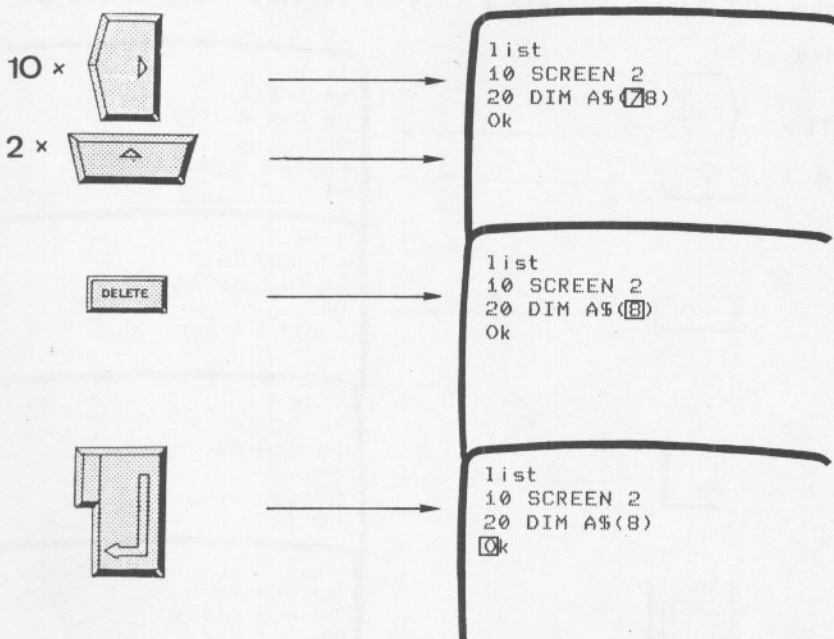 10 ×
list
10 SCREEN 2
20 DIM A$(78)
Ok
2 ×
DELETE
list
10 SCREEN 2
20 DIM A$(8)
Ok
list
10 SCREEN 2
20 DIM A$(8)
Ok